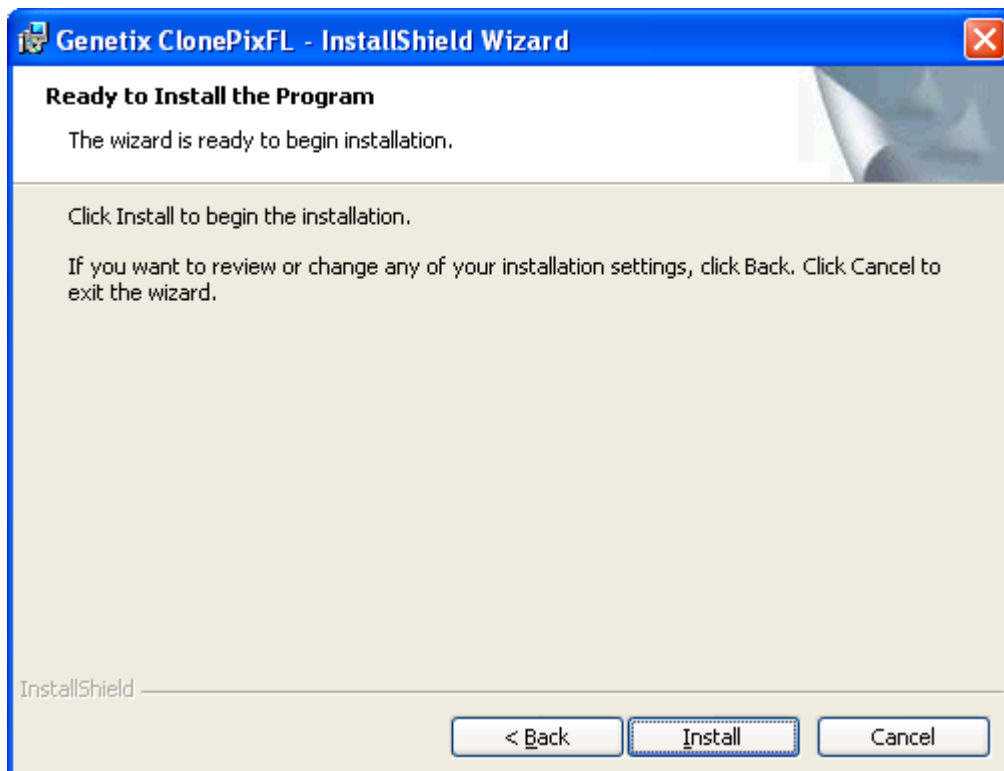 Genetix ClonePixFL - InstallShield Wizard
Ready to Install the Program
The wizard is ready to begin installation.
Click Install to begin the installation.
If you want to review or change any of your installation settings, click Back. Click Cancel to
exit the wizard.
InstallShield
< Back
Install
Cancel